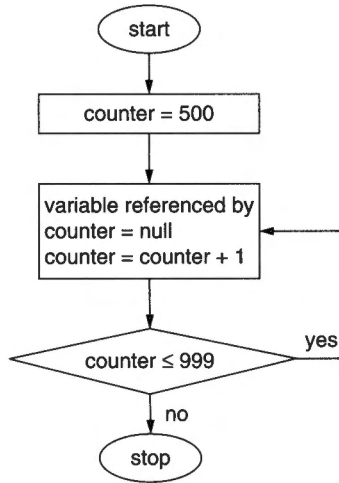 start
counter = 500
variable referenced by
counter = null
counter = counter + 1
counter ≤ 999
yes
no
stop